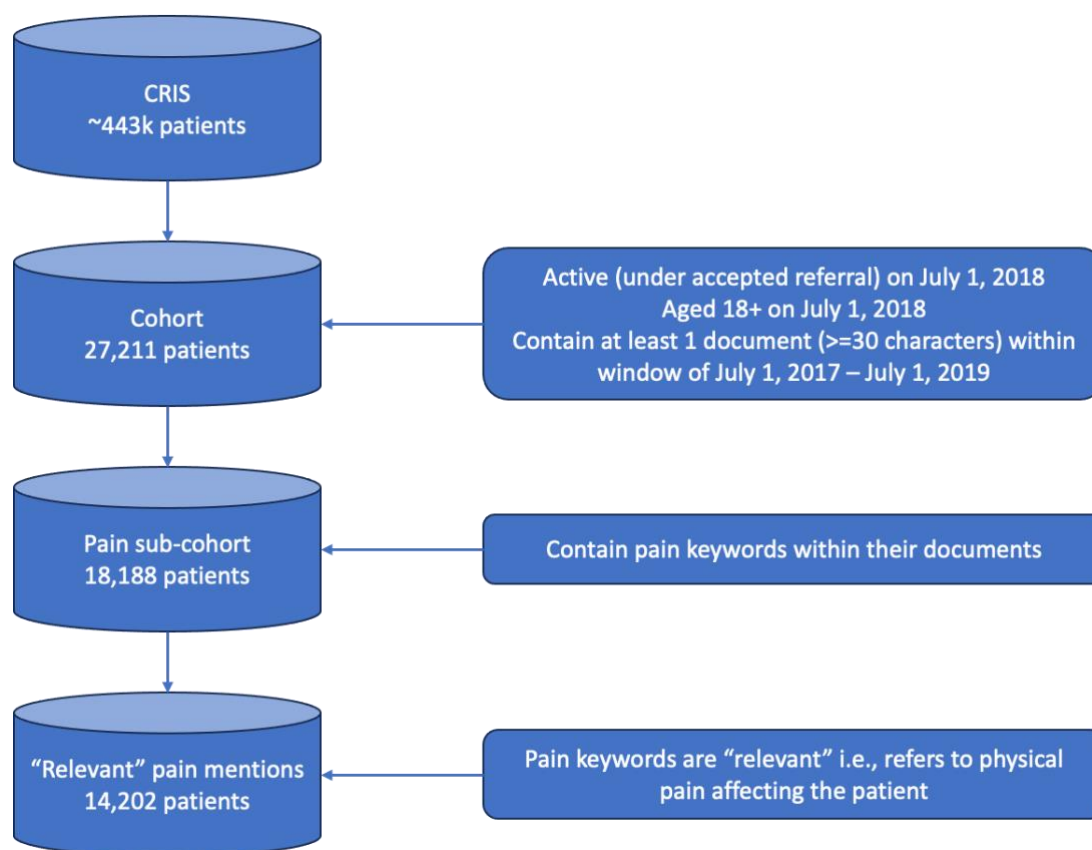 CRIS
~443k patients
Active (under accepted referral) on July 1, 2018
Aged 18+ on July 1, 2018
Contain at least 1 document (>=30 characters) within
window of July 1, 2017 – July 1, 2019
Cohort
27,211 patients
Pain sub-cohort
18,188 patients
Contain pain keywords within their documents
“Relevant” pain mentions
14,202 patients
Pain keywords are “relevant” i.e., refers to physical
pain affecting the patient